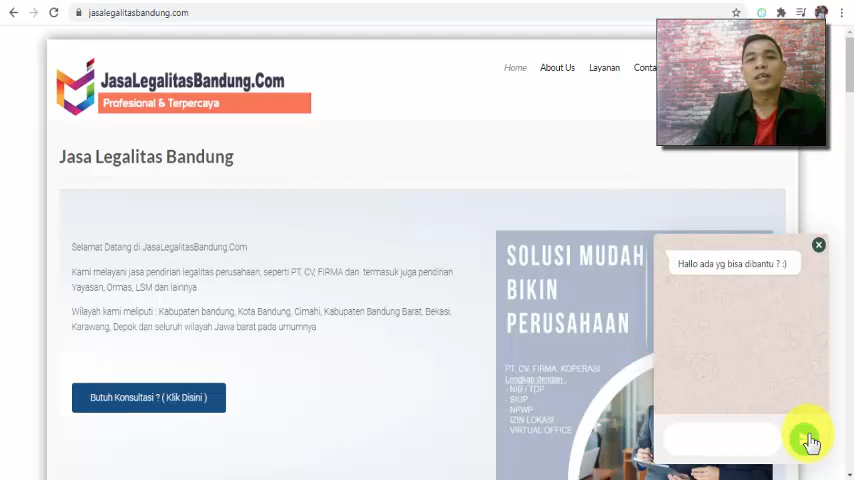 jasalegalitasbandung.com
JasaLegalitasBandung.Com
Profesional & Terpercaya
Home About Us Layanan
Jasa Legalitas Bandung
Selamat Datang di JasaLegalitasBandung.Com
Kami melayani jasa pendirian legalitas perusahaan, seperti PT, CV, FIRMA dan termasuk juga pendirian
Yayasan, Ormas, LSM dan lainnya
Wilayah kami meliputi : Kabupaten bandung, Kota Bandung, Cimahi, Kabupaten Bandung Barat, Bekasi,
Karawang, Depok dan seluruh wilayah Jawa barat pada umumnya
Butuh Konsultasi ? ( Klik Disini )
SOLUSI MUDAH
BIKIN
PERUSAHAAN
PT. CV. FIRMA. KOPERASI
Lengkap dengan :
- NIB / TDP
- SIUP
- NPWP
- IZIN LOKASI
- VIRTUAL OFFICE
Hallo ada yg bisa dibantu ? :)